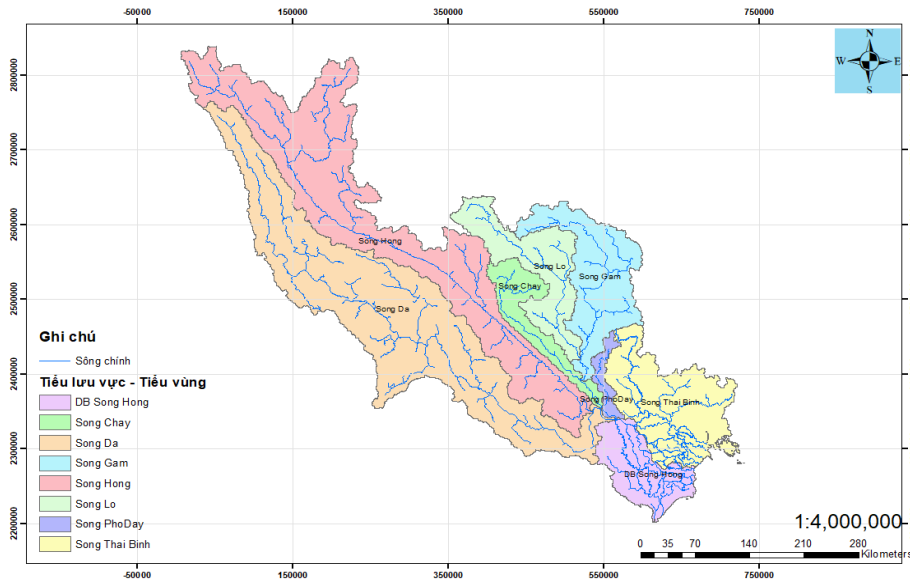 -50000 150000 350000 550000 750000
N
W E
S
2800000
2700000
2600000
2500000
2400000
2300000
2200000
Song Hong
Song Lo
Song Gam
Song Chay
Song Da
Song PhoDay
Song Thai Binh
DB Song Hong
Ghi chú
Sông chính
Tiểu lưu vực - Tiểu vùng
DB Song Hong
Song Chay
Song Da
Song Gam
Song Hong
Song Lo
Song PhoDay
Song Thai Binh
1:4,000,000
0 35 70 140 210 280
Kilometers
-50000 150000 350000 550000 750000